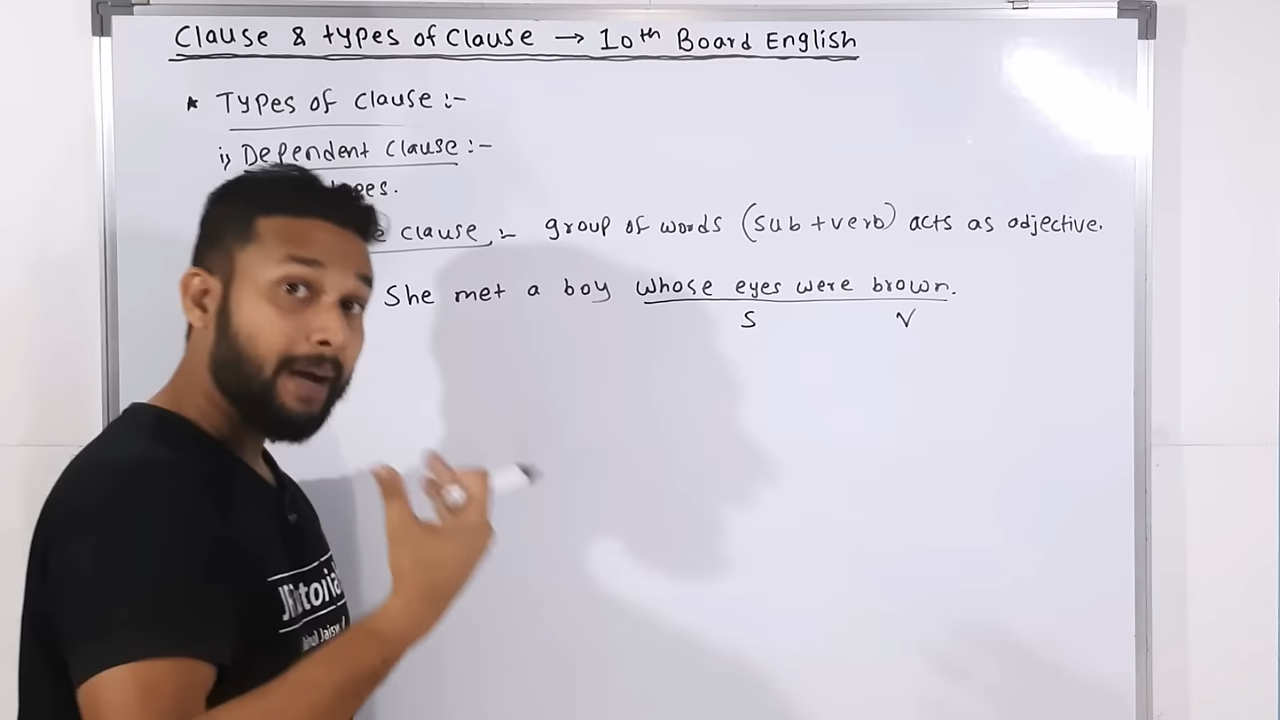 Clause & types of Clause → 10th Board English
* Types of clause :-
i) Dependent clause :-
clause :- group of words (sub + verb) acts as adjective.
She met a boy whose eyes were brown.
S V